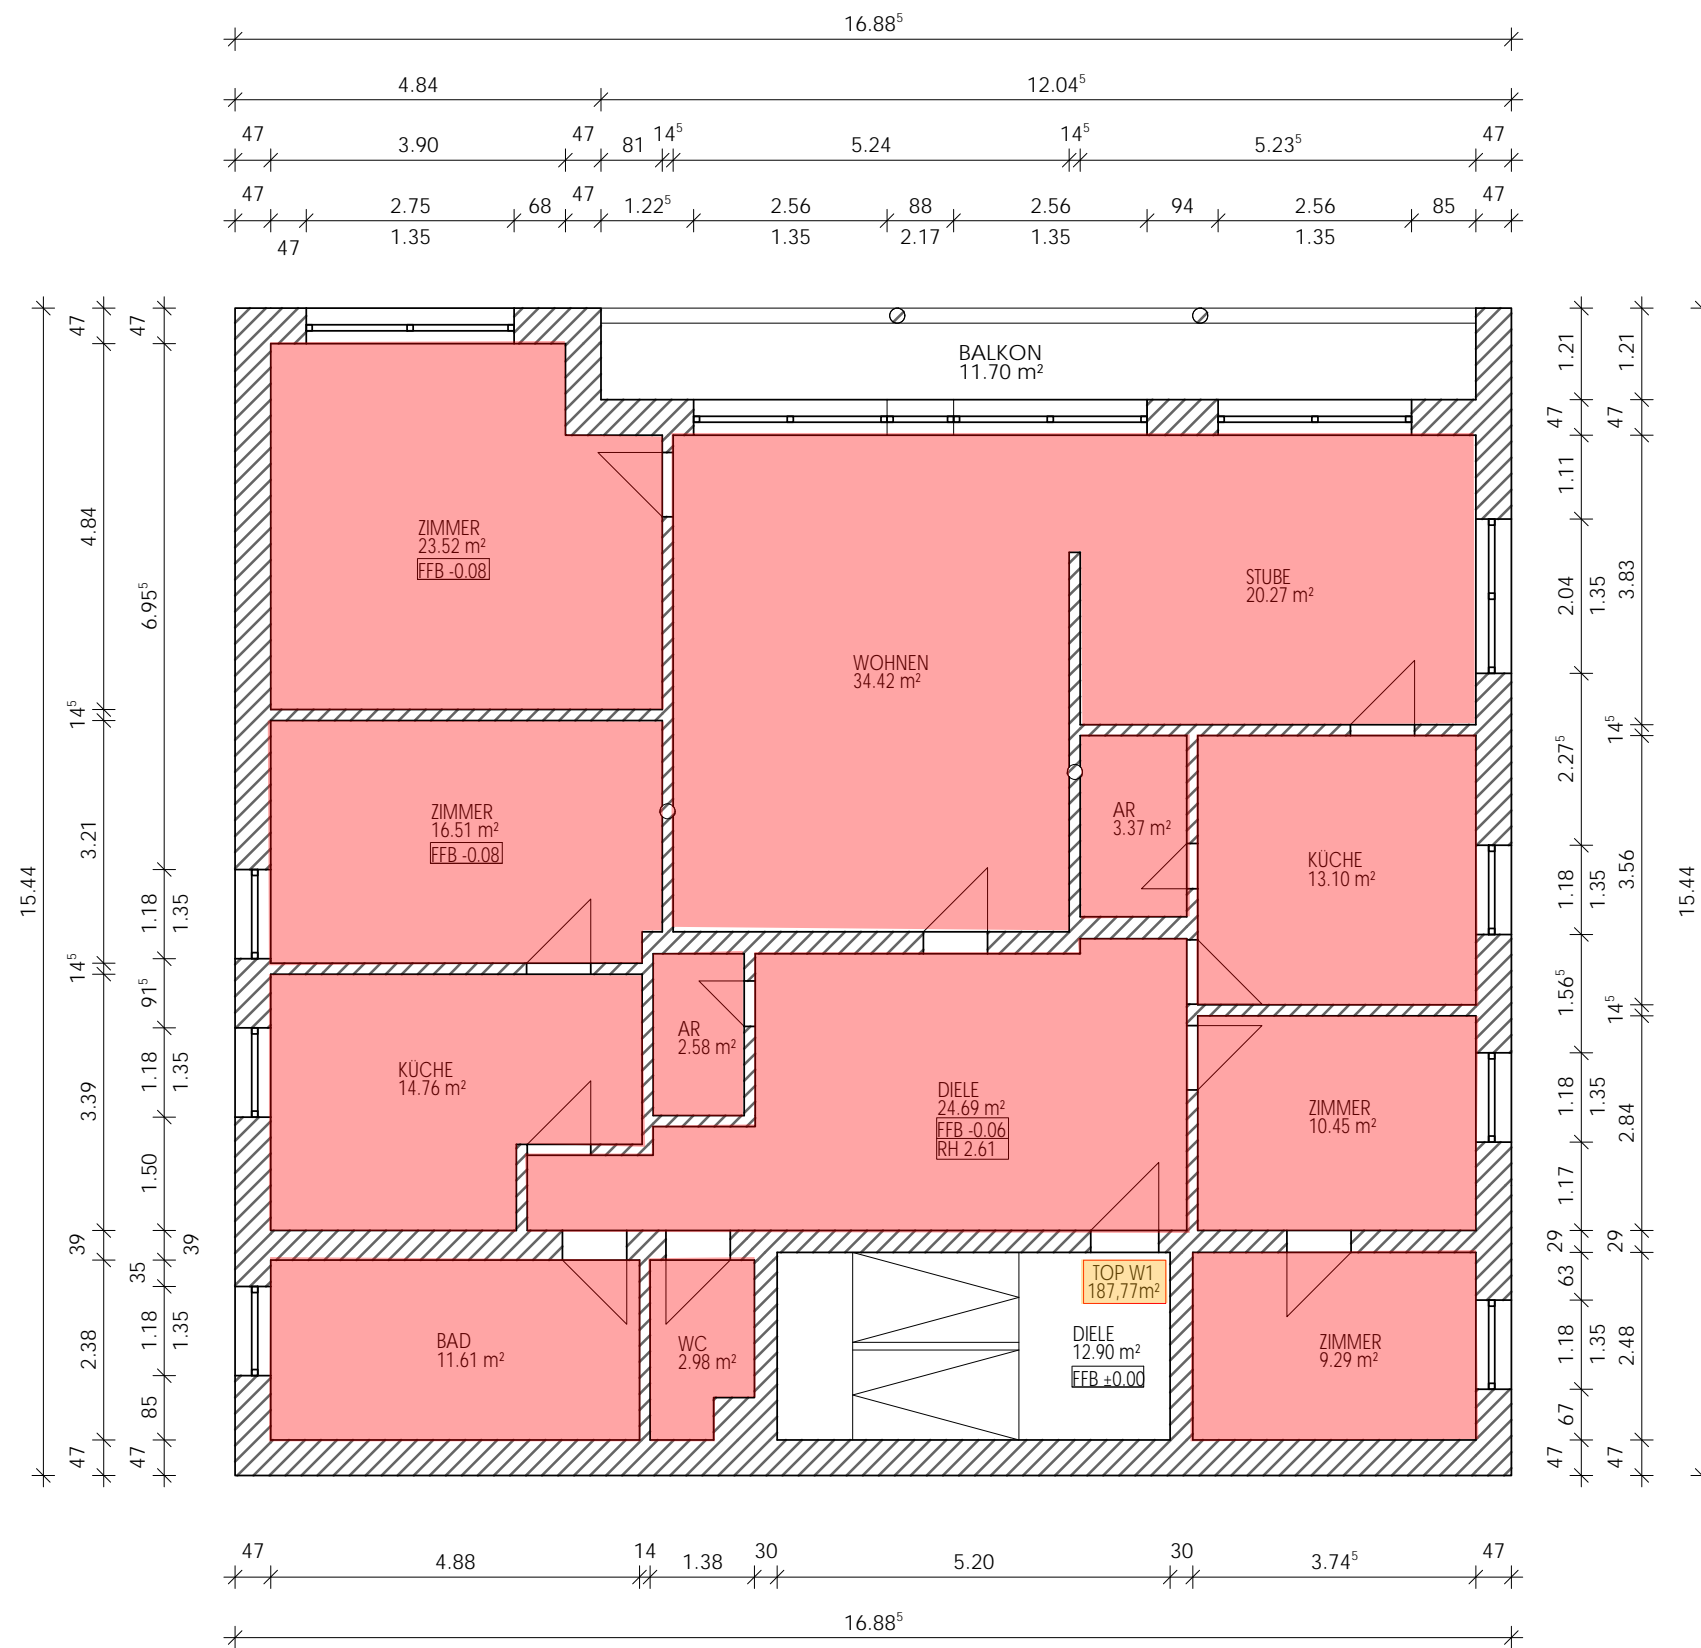 16.88⁵
4.84 12.04⁵
47 3.90 47 81 14⁵ 5.24 14⁵ 5.23⁵ 47
47 2.75 68 47 1.22⁵ 2.56 88 2.56 94 2.56 85 47
47 1.35 1.35 2.17 1.35 1.35
15.44
47
4.84
14⁵
3.21
14⁵
3.39
39
2.38
47
47
6.95⁵
1.18 1.35
91⁵
1.18 1.35
1.50
39
35
1.18 1.35
85
47
BALKON
11.70 m²
ZIMMER
23.52 m²
FFB -0.08
STUBE
20.27 m²
WOHNEN
34.42 m²
ZIMMER
16.51 m²
FFB -0.08
AR
3.37 m²
KÜCHE
13.10 m²
AR
2.58 m²
KÜCHE
14.76 m²
DIELE
24.69 m²
FFB -0.06
RH 2.61
ZIMMER
10.45 m²
TOP W1
187,77m²
BAD
11.61 m²
WC
2.98 m²
DIELE
12.90 m²
FFB ±0.00
ZIMMER
9.29 m²
1.21
47
1.11
2.04 1.35
2.27⁵
1.18 1.35
1.56⁵
1.18 1.35
1.17
29
63
1.18 1.35
67
47
1.21
47
3.83
14⁵
3.56
14⁵
2.84
29
2.48
47
15.44
47 4.88 14 1.38 30 5.20 30 3.74⁵ 47
16.88⁵